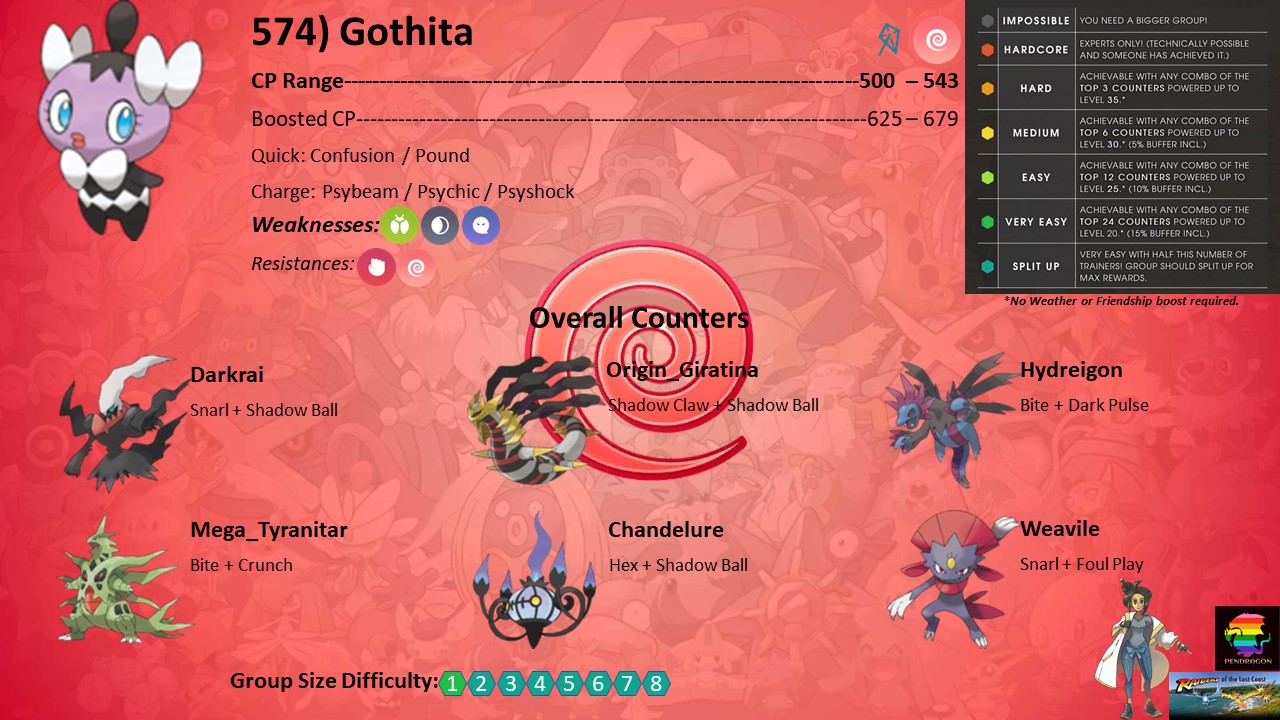 574) Gothita
CP Range--------------------------------------------------------------------------500 – 543
Boosted CP-------------------------------------------------------------------------625 – 679
Quick: Confusion / Pound
Charge: Psybeam / Psychic / Psyshock
Weaknesses:
Resistances:
IMPOSSIBLE YOU NEED A BIGGER GROUP!
HARDCORE EXPERTS ONLY! (TECHNICALLY POSSIBLE
AND SOMEONE HAS ACHIEVED IT.)
HARD ACHIEVABLE WITH ANY COMBO OF THE
TOP 3 COUNTERS POWERED UP TO
LEVEL 35.*
MEDIUM ACHIEVABLE WITH ANY COMBO OF THE
TOP 6 COUNTERS POWERED UP TO
LEVEL 30.* (5% BUFFER INCL.)
EASY ACHIEVABLE WITH ANY COMBO OF THE
TOP 12 COUNTERS POWERED UP TO
LEVEL 25.* (10% BUFFER INCL.)
VERY EASY ACHIEVABLE WITH ANY COMBO OF THE
TOP 24 COUNTERS POWERED UP TO
LEVEL 20.* (15% BUFFER INCL.)
SPLIT UP VERY EASY WITH HALF THIS NUMBER OF
TRAINERS! GROUP SHOULD SPLIT UP FOR
MAX REWARDS.
*No Weather or Friendship boost required.
Overall Counters
Darkrai
Snarl + Shadow Ball
Origin_Giratina
Shadow Claw + Shadow Ball
Hydreigon
Bite + Dark Pulse
Mega_Tyranitar
Bite + Crunch
Chandelure
Hex + Shadow Ball
Weavile
Snarl + Foul Play
Group Size Difficulty: 1 2 3 4 5 6 7 8
PENDRAGON
RAIDERS of the Lost Coast